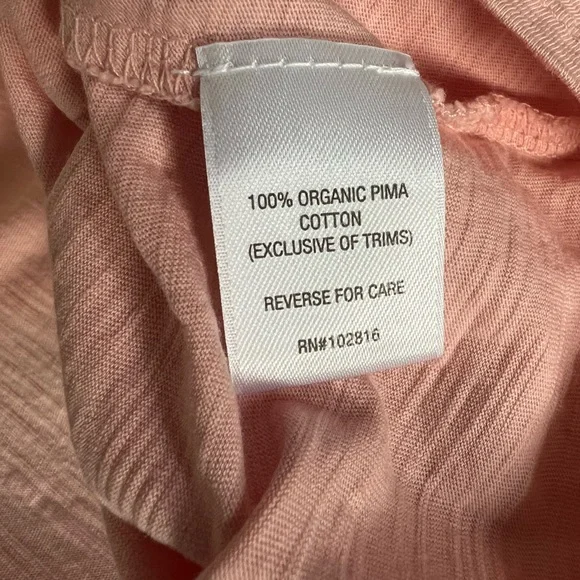 100% ORGANIC PIMA
COTTON
(EXCLUSIVE OF TRIMS)
REVERSE FOR CARE
RN#102816